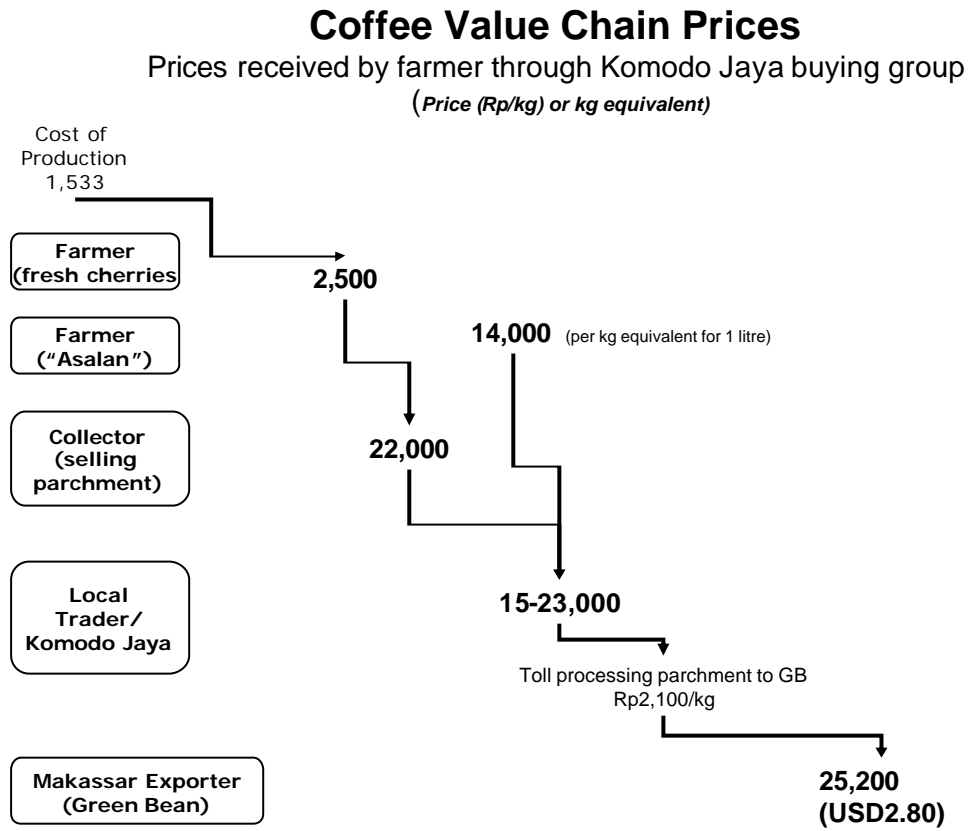 Coffee Value Chain Prices
Prices received by farmer through Komodo Jaya buying group
(Price (Rp/kg) or kg equivalent)
Cost of
Production
1,533
Farmer
(fresh cherries
2,500
Farmer
(“Asalan”)
14,000 (per kg equivalent for 1 litre)
Collector
(selling
parchment)
22,000
Local
Trader/
Komodo Jaya
15-23,000
Toll processing parchment to GB
Rp2,100/kg
Makassar Exporter
(Green Bean)
25,200
(USD2.80)